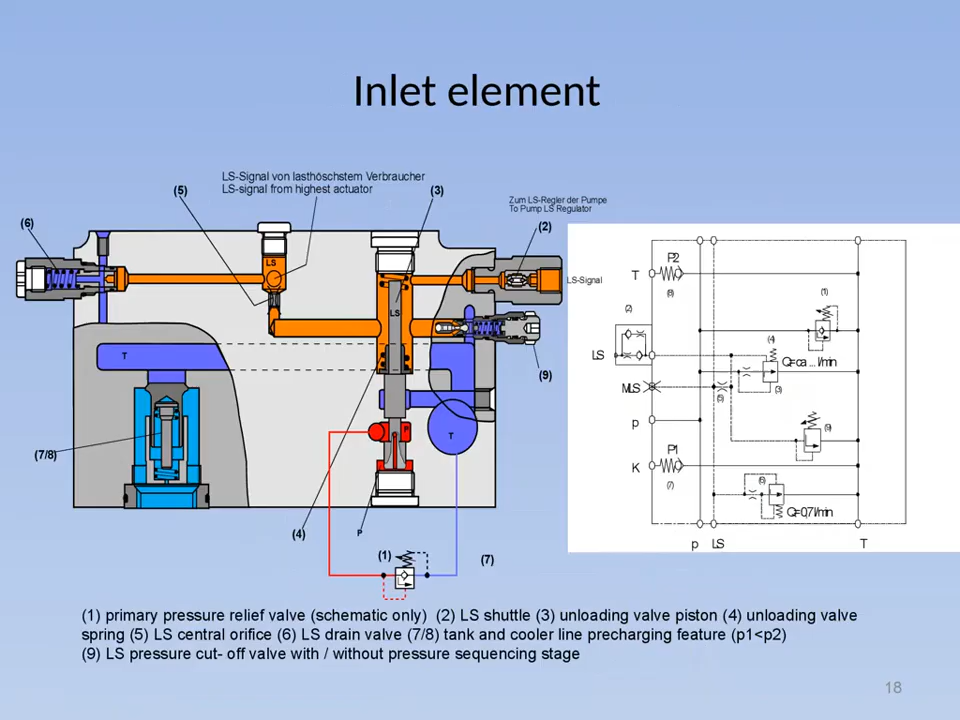 Inlet element
LS-Signal von lasthöschstem Verbraucher
LS-signal from highest actuator
(5)
(3)
Zum LS-Regler der Pumpe
To Pump LS Regulator
(6)
(2)
LS
LS-Signal
LS
T
(9)
P
T
(7/8)
(4)
P
(1)
(7)
P2
T
(8)
(1)
(2)
(4)
LS
Q=ca ... l/min
MLS
(3)
(5)
p
(9)
P1
K
(7)
(6)
Q=0,7l/min
p
LS
T
(1) primary pressure relief valve (schematic only) (2) LS shuttle (3) unloading valve piston (4) unloading valve
spring (5) LS central orifice (6) LS drain valve (7/8) tank and cooler line precharging feature (p1<p2)
(9) LS pressure cut- off valve with / without pressure sequencing stage
18